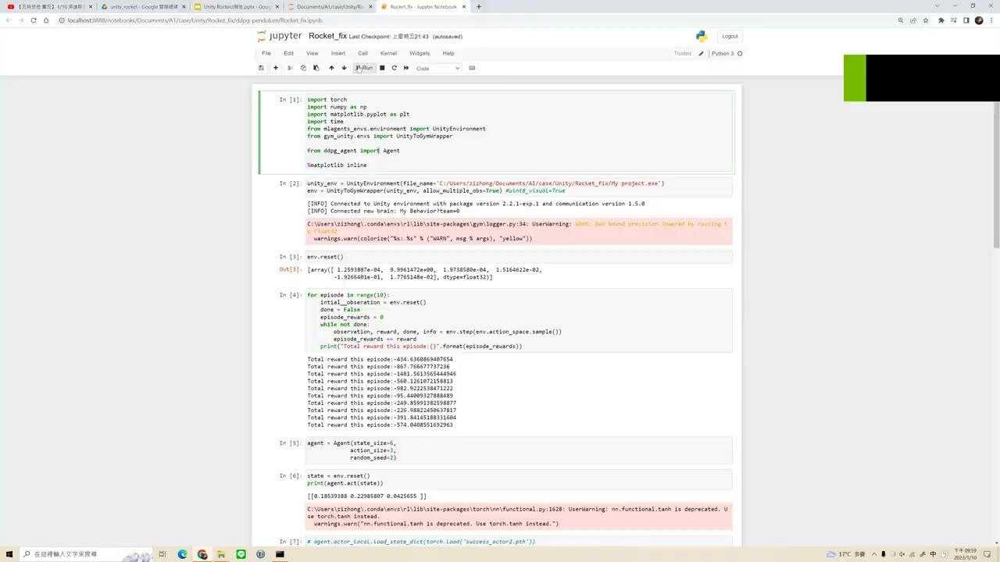 unity_rocket - Google 雲端硬碟
Unity Rockect報告.pptx - Goog
Documents/A1/case/Unity/Ro
Rocket_fix - Jupyter Notebook
localhost:8888/notebooks/Documents/A1/case/Unity/Rocket_fix/ddpg-pendulum/Rocket_fix.ipynb
jupyter Rocket_fix Last Checkpoint: 上星期五21:43 (autosaved)
Logout
File Edit View Insert Cell Kernel Widgets Help
Trusted
Python 3
Run
Code
In [1]:
import torch
import numpy as np
import matplotlib.pyplot as plt
import time
from mlagents_envs.environment import UnityEnvironment
from gym_unity.envs import UnityToGymWrapper
from ddpg_agent import Agent
%matplotlib inline
In [2]:
unity_env = UnityEnvironment(file_name='C:/Users/zizhong/Documents/A1/case/Unity/Rocket_fix/My project.exe')
env = UnityToGymWrapper(unity_env, allow_multiple_obs=True) #uint8_visual=True
[INFO] Connected to Unity environment with package version 2.2.1-exp.1 and communication version 1.5.0
[INFO] Connected new brain: My Behavior?team=0
C:\Users\zizhong\.conda\envs\rl\lib\site-packages\gym\logger.py:34: UserWarning: WARN: Box bound precision lowered by casting t
o float32
warnings.warn(colorize("%s: %s" % ("WARN", msg % args), "yellow"))
In [3]:
env.reset()
Out[3]:
[array([ 1.2593887e-04, 9.9961472e+00, 1.9738580e-04, 1.5164622e-02,
-1.9266401e-01, 1.7765148e-02], dtype=float32)]
In [4]:
for episode in range(10):
intial__obseration = env.reset()
done = False
episode_rewards = 0
while not done:
observation, reward, done, info = env.step(env.action_space.sample())
episode_rewards += reward
print("Total reward this episode:{}".format(episode_rewards))
Total reward this episode:-434.6360869407654
Total reward this episode:-867.766677737236
Total reward this episode:-1481.5613565444946
Total reward this episode:-560.1261072158813
Total reward this episode:-982.9222538471222
Total reward this episode:-95.44009327888489
Total reward this episode:-249.85991382598877
Total reward this episode:-226.98822450637817
Total reward this episode:-391.84145188331604
Total reward this episode:-574.0408551692963
In [5]:
agent = Agent(state_size=6,
action_size=3,
random_seed=2)
In [6]:
state = env.reset()
print(agent.act(state))
[[0.18539388 0.22985807 0.0425655 ]]
C:\Users\zizhong\.conda\envs\rl\lib\site-packages\torch\nn\functional.py:1628: UserWarning: nn.functional.tanh is deprecated. U
se torch.tanh instead.
warnings.warn("nn.functional.tanh is deprecated. Use torch.tanh instead.")
In [7]:
# agent.actor_local.load_state_dict(torch.load('success_actor2.pth'))
在這裡輸入文字來搜尋
17°C 多雲
中
下午 09:59
2023/1/10